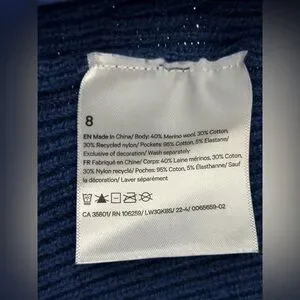 8
EN Made in China/ Body: 40% Merino wool, 30% Cotton,
30% Recycled nylon/ Pockets: 95% Cotton, 5% Elastane/
Exclusive of decoration/ Wash separately
FR Fabriqué en Chine/ Corps: 40% Laine mérinos, 30% Coton,
30% Nylon recyclé/ Poches: 95% Coton, 5% Élasthanne/ Sauf
la décoration/ Laver séparément
CA 35801/ RN 106259/ LW3GKBS/ 22-4/ 0065659-02